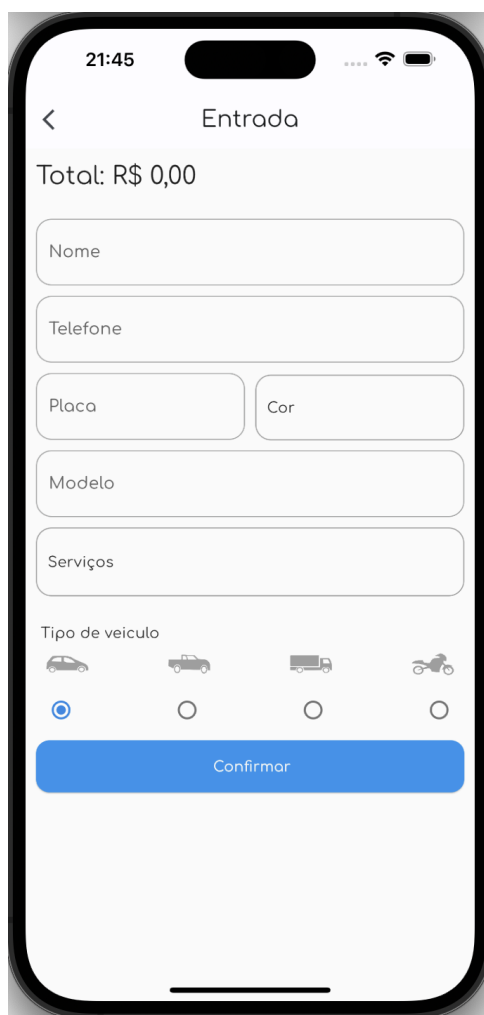 21:45
Entrada
Total: R$ 0,00
Nome
Telefone
Placa
Cor
Modelo
Serviços
Tipo de veiculo
Confirmar